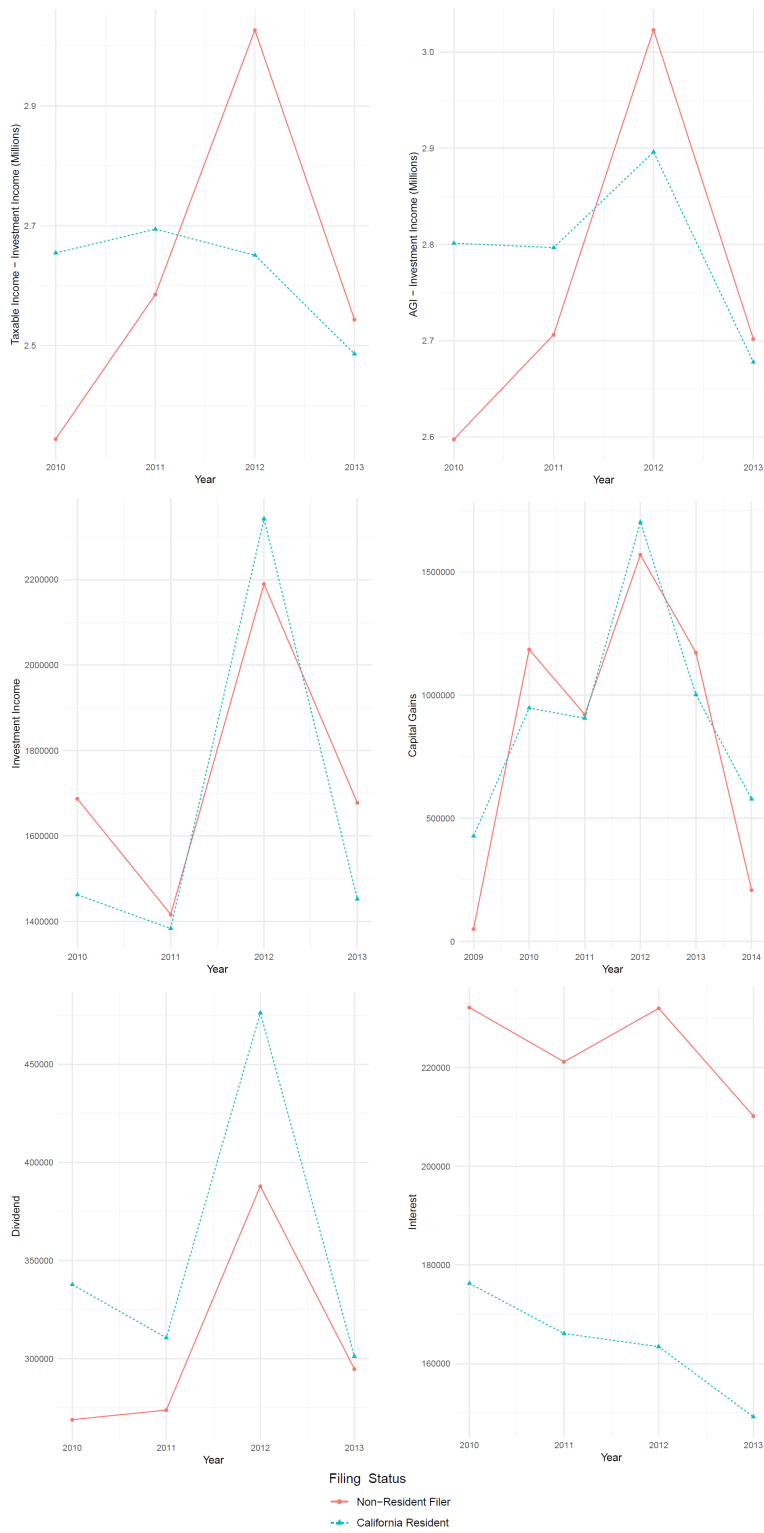 Taxable Income − Investment Income (Millions)
2.9
2.7
2.5
2010 2011 2012 2013
Year
AGI − Investment Income (Millions)
3.0
2.9
2.8
2.7
2.6
2010 2011 2012 2013
Year
Investment Income
2200000
2000000
1800000
1600000
1400000
2010 2011 2012 2013
Year
Capital Gains
1500000
1000000
500000
0
2009 2010 2011 2012 2013 2014
Year
Dividend
450000
400000
350000
300000
2010 2011 2012 2013
Year
Interest
220000
200000
180000
160000
2010 2011 2012 2013
Year
Filing Status
Non−Resident Filer
California Resident